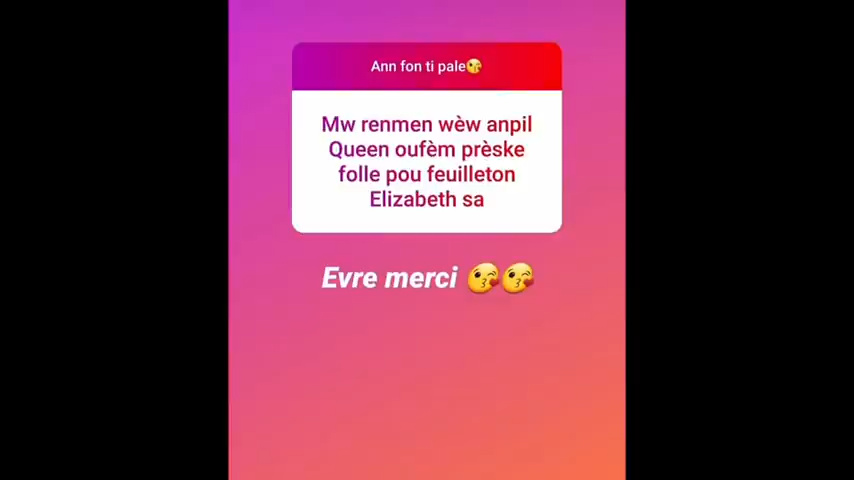 Ann fon ti pale😘
Mw renmen wèw anpil
Queen oufèm prèske
folle pou feuilleton
Elizabeth sa
Evre merci 😘😘